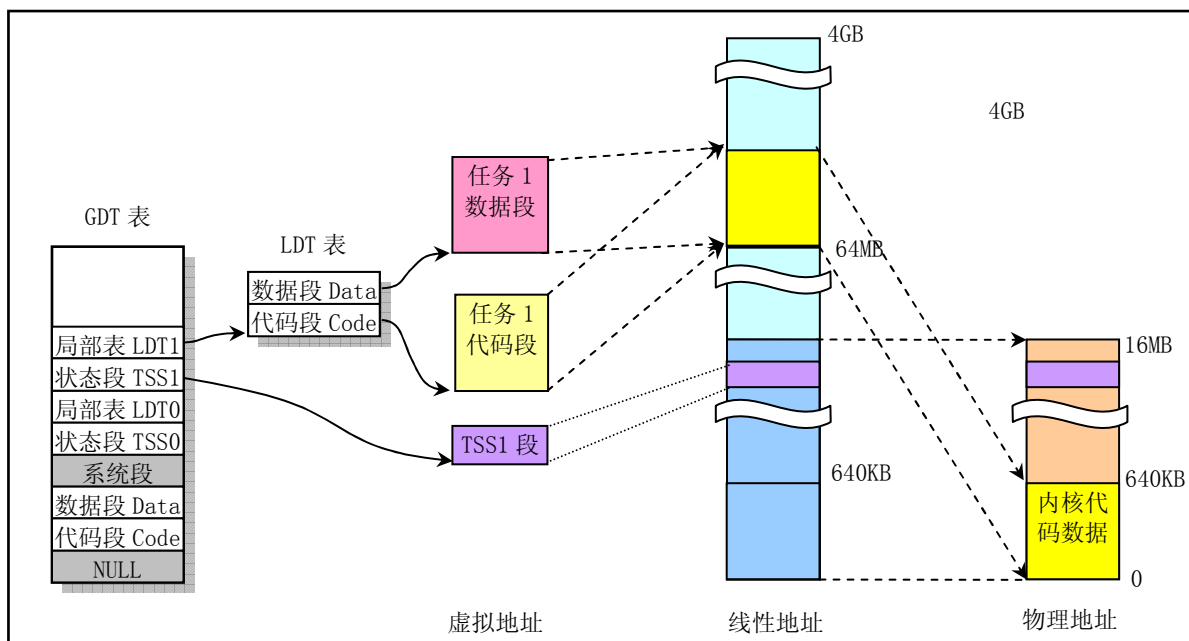 4GB
4GB
任务 1
数据段
GDT 表
LDT 表
64MB
数据段 Data
代码段 Code
任务 1
代码段
局部表 LDT1
16MB
状态段 TSS1
局部表 LDT0
状态段 TSS0
TSS1 段
系统段
640KB
640KB
数据段 Data
内核代
码数据
代码段 Code
NULL
0
虚拟地址
线性地址
物理地址